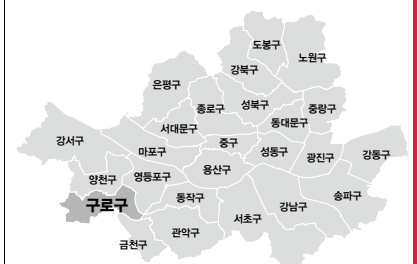 도봉구
노원구
강북구
은평구
성북구
종로구
중랑구
동대문구
서대문구
강서구
중구
마포구
성동구
광진구
강동구
용산구
양천구
영등포구
동작구
송파구
구로구
강남구
서초구
관악구
금천구